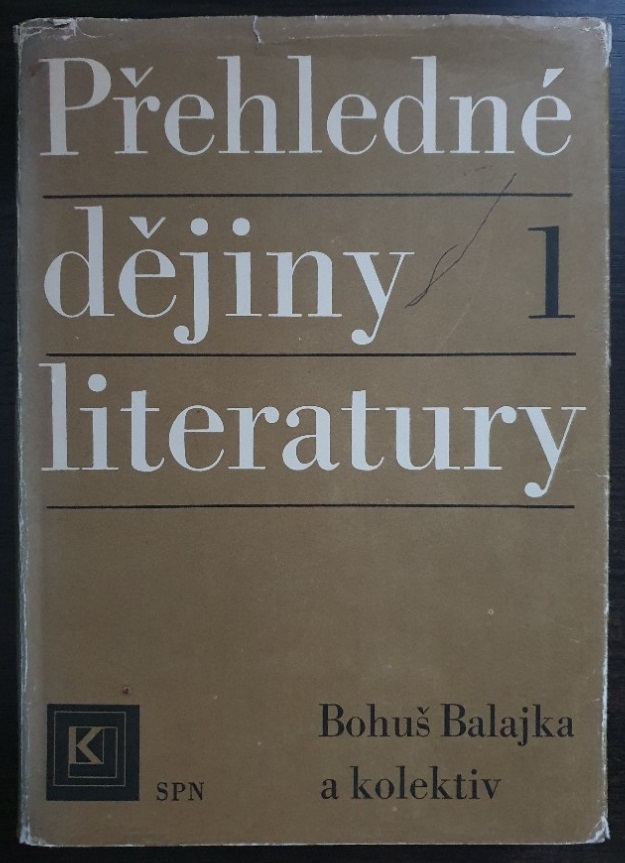 Přehledné
dějiny 1
literatury
Bohuš Balajka
a kolektiv
K
SPN